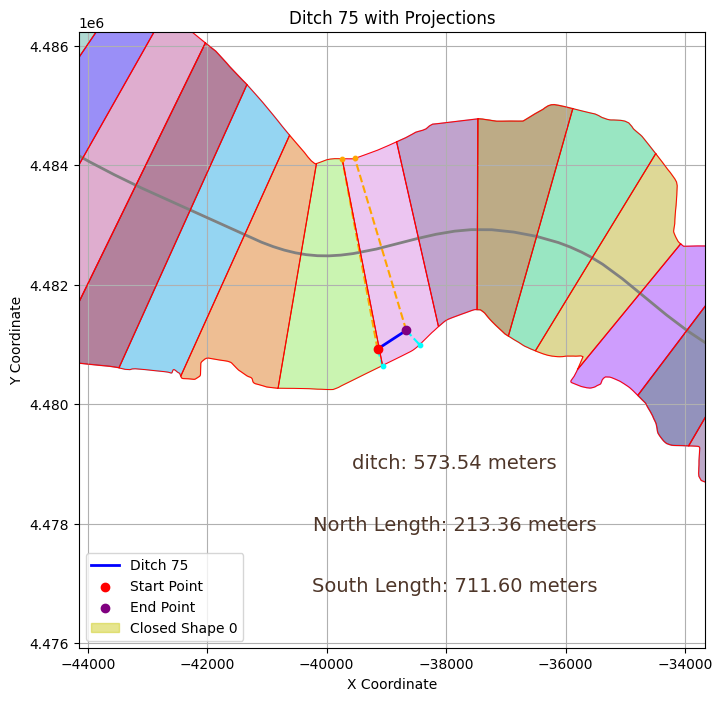 Ditch 75 with Projections
1e6
4.486
4.484
4.482
4.480
4.478
4.476
Y Coordinate
ditch: 573.54 meters
North Length: 213.36 meters
South Length: 711.60 meters
Ditch 75
Start Point
End Point
Closed Shape 0
−44000 −42000 −40000 −38000 −36000 −34000
X Coordinate